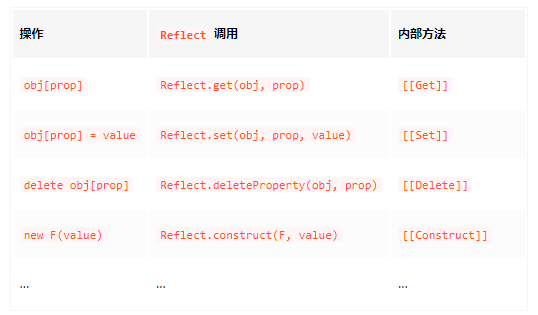 操作 Reflect 调用 内部方法
obj[prop] Reflect.get(obj, prop) [[Get]]
obj[prop] = value Reflect.set(obj, prop, value) [[Set]]
delete obj[prop] Reflect.deleteProperty(obj, prop) [[Delete]]
new F(value) Reflect.construct(F, value) [[Construct]]
… … …